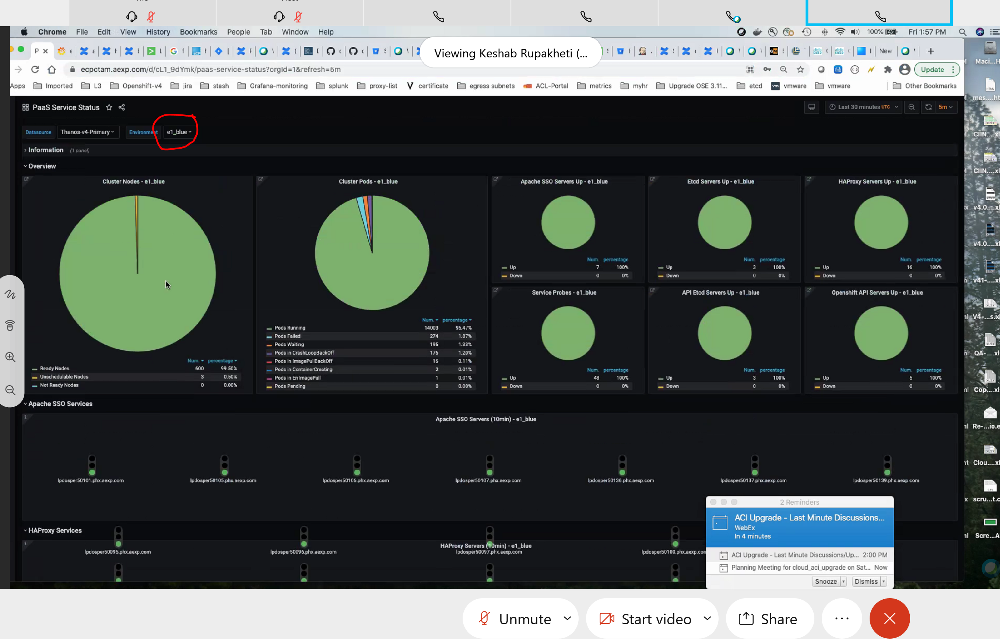 Chrome File Edit View History Bookmarks People Tab Window Help 100% Fri 1:57 PM
Viewing Keshab Rupakheti (...
New
ecpctam.aexp.com/d/cL1_9dYmk/paas-service-status?orgId=1&refresh=5m Update
Apps Imported L3 Openshift-v4 jira stash Grafana-monitoring splunk proxy-list certificate egress subnets ACL-Portal metrics myhr Upgrade OSE 3.11... etcd vm vmware vmware Other Bookmarks
PaaS Service Status Last 30 minutes UTC 5m
Datasource Thanos-v4-Primary Environment e1_blue
Information (1 panel)
Overview
Cluster Nodes - e1_blue
Num. percentage
Ready Nodes 600 99.50%
Unschedulable Nodes 3 0.50%
Not Ready Nodes 0 0.00%
Cluster Pods - e1_blue
Num. percentage
Pods Running 14003 95.47%
Pods Failed 274 1.87%
Pods Waiting 195 1.33%
Pods in CrashLoopBackOff 176 1.20%
Pods in ImagePullBackOff 16 0.11%
Pods in ContainerCreating 2 0.01%
Pods in ErrImagePull 1 0.01%
Pods Pending 0 0.00%
Apache SSO Servers Up - e1_blue
Num. percentage
Up 7 100%
Down 0 0%
Etcd Servers Up - e1_blue
Num. percentage
Up 3 100%
Down 0 0%
HAProxy Servers Up - e1_blue
Num. percentage
Up 16 100%
Down 0 0%
Service Probes - e1_blue
Num. percentage
Up 48 100%
Down 0 0%
API Etcd Servers Up - e1_blue
Num. percentage
Up 3 100%
Down 0 0%
Openshift API Servers Up - e1_blue
Num. percentage
Up 5 100%
Down 0 0%
Apache SSO Services
Apache SSO Servers (10min) - e1_blue
lpdosper50101.phx.aexp.com lpdosper50105.phx.aexp.com lpdosper50106.phx.aexp.com lpdosper50107.phx.aexp.com lpdosper50136.phx.aexp.com lpdosper50137.phx.aexp.com lpdosper50139.phx.aexp.com
HAProxy Services
HAProxy Servers (10min) - e1_blue
lpdosper50095.phx.aexp.com lpdosper50096.phx.aexp.com lpdosper50097.phx.aexp.com lpdosper50100.phx.aexp.con
2 Reminders
ACI Upgrade - Last Minute Discussions...
WebEx
In 4 minutes
ACI Upgrade - Last Minute Discussions/Up... 2:00 PM
Planning Meeting for cloud_aci_upgrade on Sat... Now
Snooze Dismiss
Maci...H
mes....ht
CIIN....xl
CIIN....xl
v4.0....xl
v4.0....xl
v41-....xl
V4-...s.x
QA-....xl
Cop....xl
Re-...io.e
Clou....xl
scru...t.c
Scre...A
Unmute Start video Share